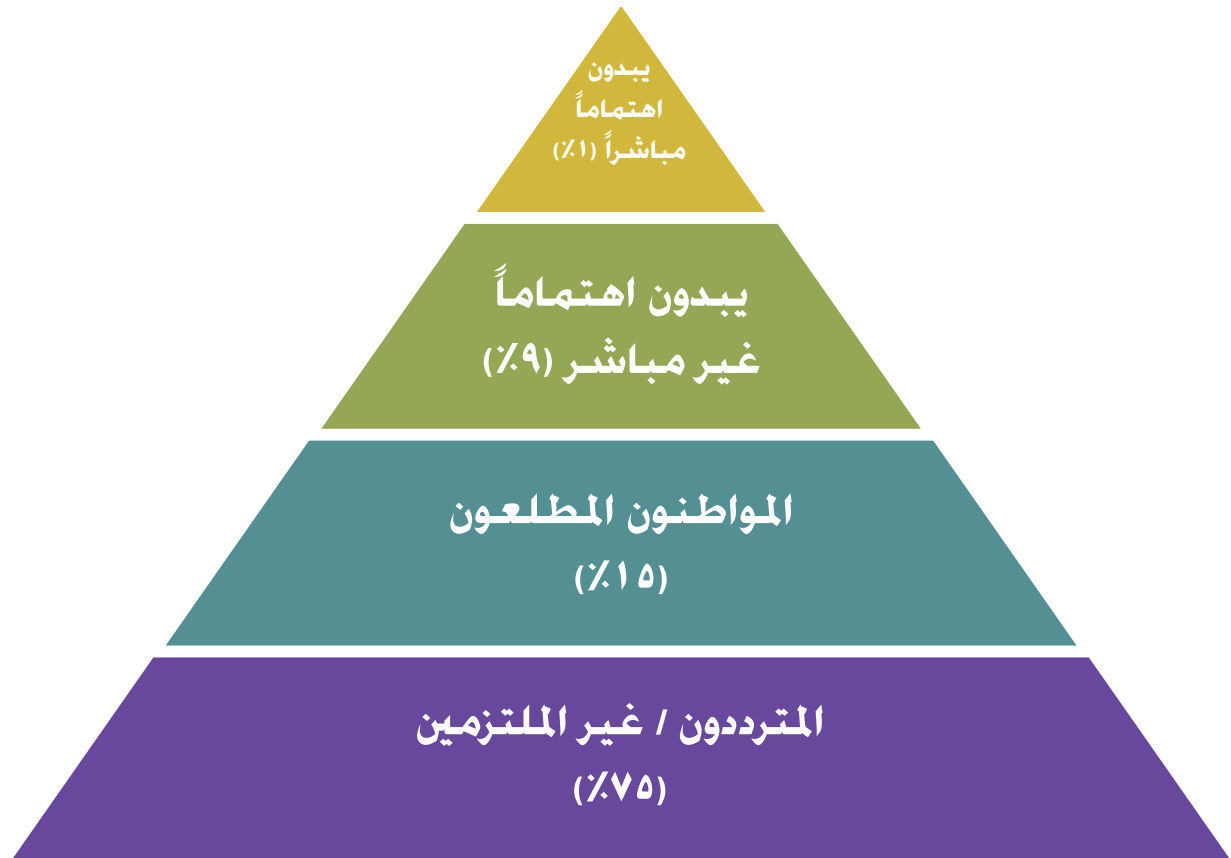 يبدون
اهتماماً
مباشراً (١٪)
يبدون اهتماماً
غير مباشر (٩٪)
المواطنون المطلعون
(١٥٪)
المترددون / غير الملتزمين
(٧٥٪)